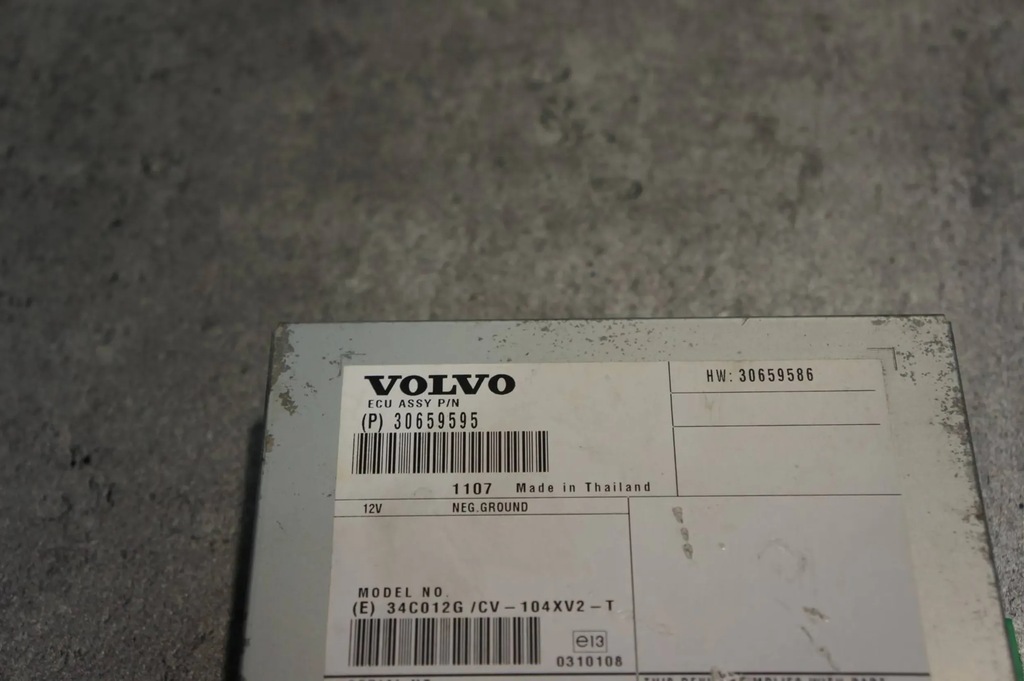 VOLVO
ECU ASSY P/N
(P) 30659595
HW: 30659586
1107 Made in Thailand
12V NEG.GROUND
MODEL NO.
(E) 34C012G /CV-104XV2-T
e13
0310108